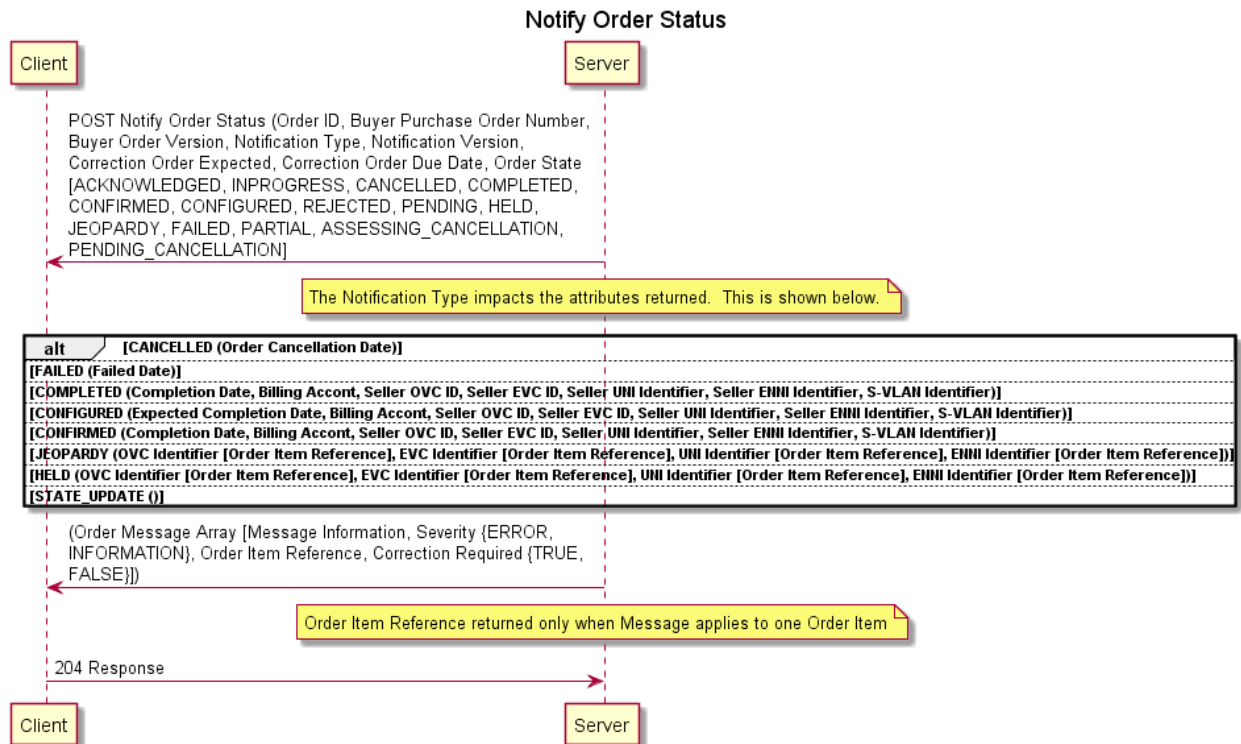 Notify Order Status
Client
Server
POST Notify Order Status (Order ID, Buyer Purchase Order Number,
Buyer Order Version, Notification Type, Notification Version,
Correction Order Expected, Correction Order Due Date, Order State
[ACKNOWLEDGED, INPROGRESS, CANCELLED, COMPLETED,
CONFIRMED, CONFIGURED, REJECTED, PENDING, HELD,
JEOPARDY, FAILED, PARTIAL, ASSESSING_CANCELLATION,
PENDING_CANCELLATION]
The Notification Type impacts the attributes returned.  This is shown below.
alt [CANCELLED (Order Cancellation Date)]
[FAILED (Failed Date)]
[COMPLETED (Completion Date, Billing Accont, Seller OVC ID, Seller EVC ID, Seller UNI Identifier, Seller ENNI Identifier, S-VLAN Identifier)]
[CONFIGURED (Expected Completion Date, Billing Accont, Seller OVC ID, Seller EVC ID, Seller UNI Identifier, Seller ENNI Identifier, S-VLAN Identifier)]
[CONFIRMED (Completion Date, Billing Accont, Seller OVC ID, Seller EVC ID, Seller UNI Identifier, Seller ENNI Identifier, S-VLAN Identifier)]
[JEOPARDY (OVC Identifier [Order Item Reference], EVC Identifier [Order Item Reference], UNI Identifier [Order Item Reference], ENNI Identifier [Order Item Reference])]
[HELD (OVC Identifier [Order Item Reference], EVC Identifier [Order Item Reference], UNI Identifier [Order Item Reference], ENNI Identifier [Order Item Reference])]
[STATE_UPDATE ()]
(Order Message Array [Message Information, Severity {ERROR,
INFORMATION}, Order Item Reference, Correction Required {TRUE,
FALSE}])
Order Item Reference returned only when Message applies to one Order Item
204 Response
Client
Server